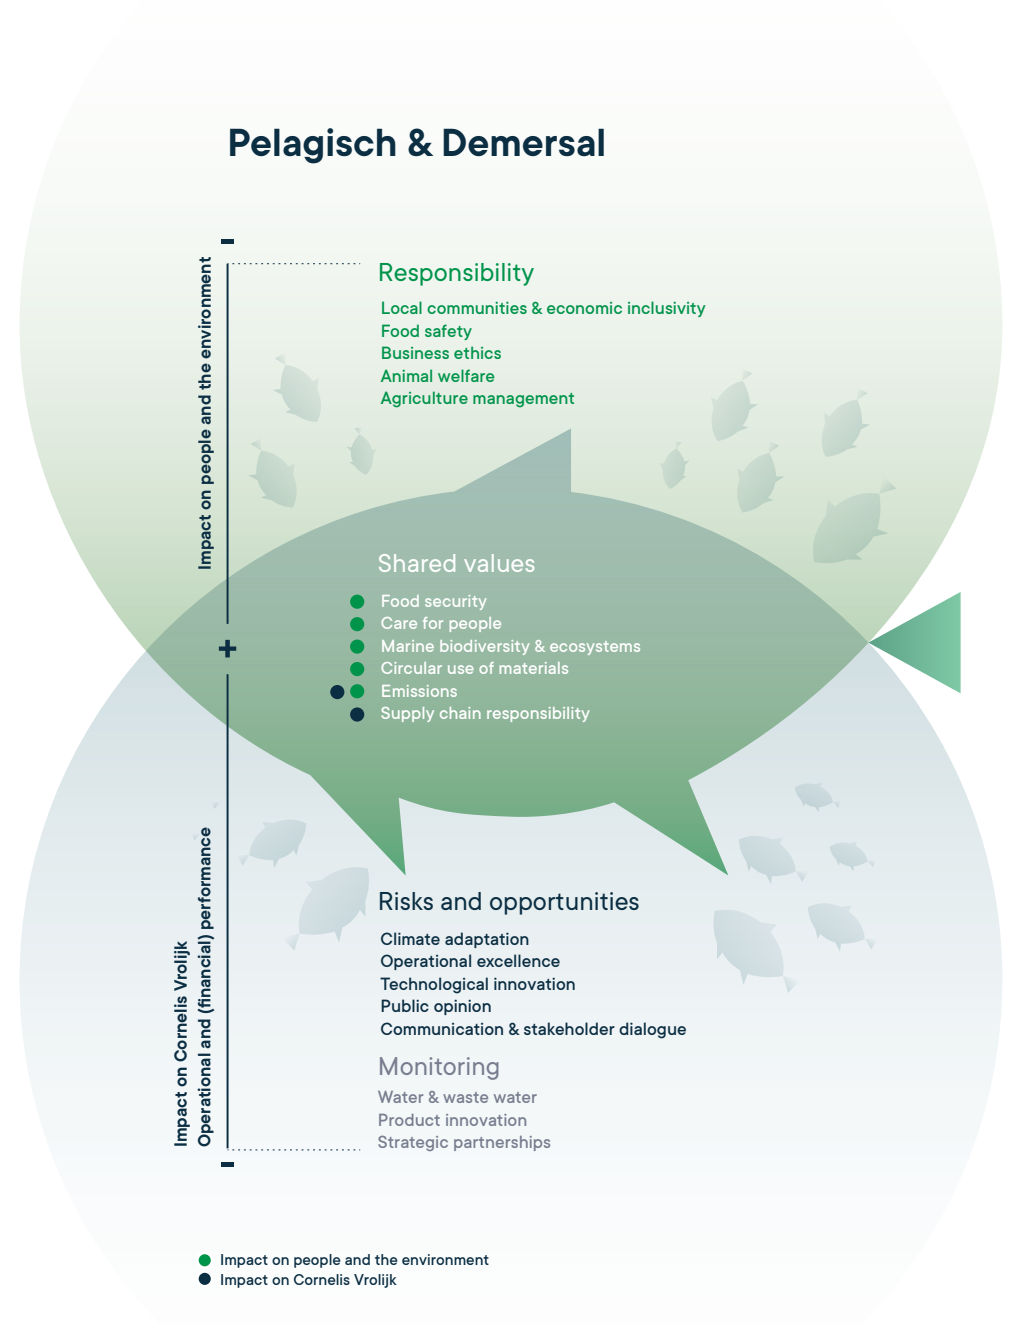 Pelagisch & Demersal
-
Impact on people and the environment
Responsibility
Local communities & economic inclusivity
Food safety
Business ethics
Animal welfare
Agriculture management
Shared values
Food security
Care for people
Marine biodiversity & ecosystems
Circular use of materials
Emissions
Supply chain responsibility
+
Impact on Cornelis Vrolijk
Operational and (financial) performance
Risks and opportunities
Climate adaptation
Operational excellence
Technological innovation
Public opinion
Communication & stakeholder dialogue
Monitoring
Water & waste water
Product innovation
Strategic partnerships
-
Impact on people and the environment
Impact on Cornelis Vrolijk